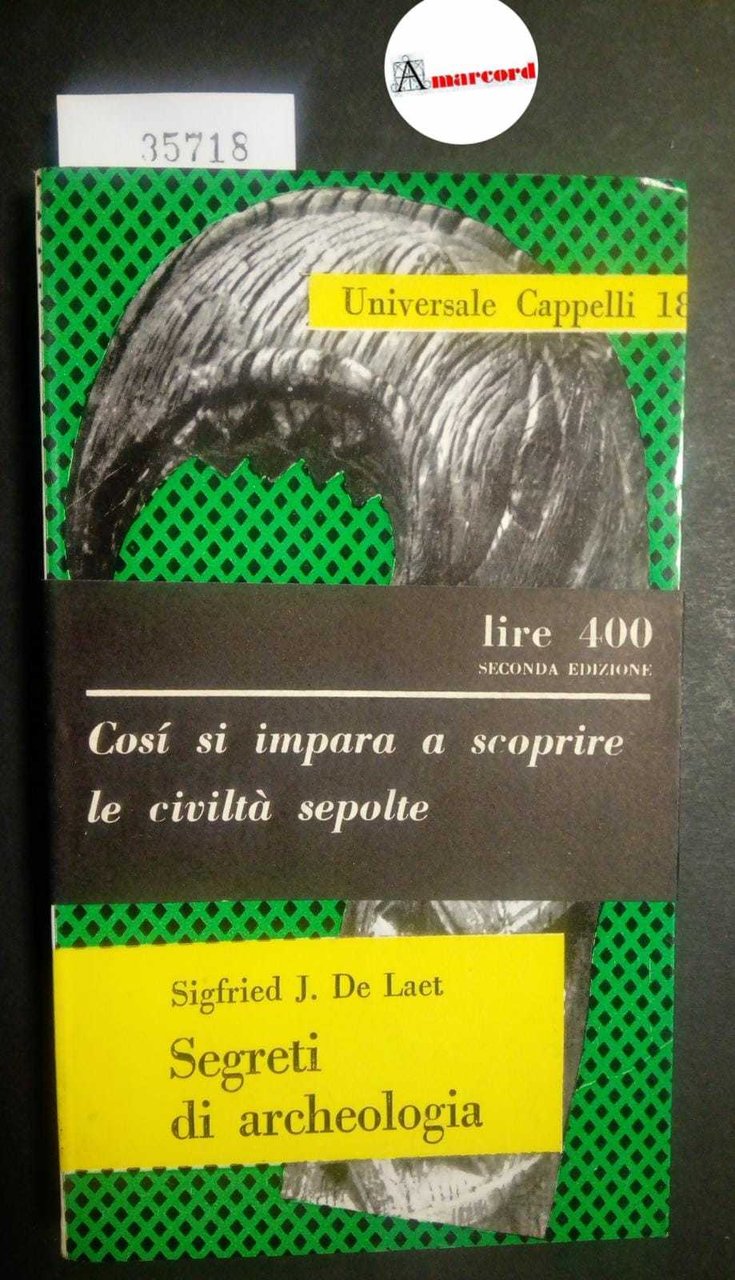 Amarcord
35718
Universale Cappelli 18
lire 400
SECONDA EDIZIONE
Cosí si impara a scoprire
le civiltà sepolte
Sigfried J. De Laet
Segreti
di archeologia